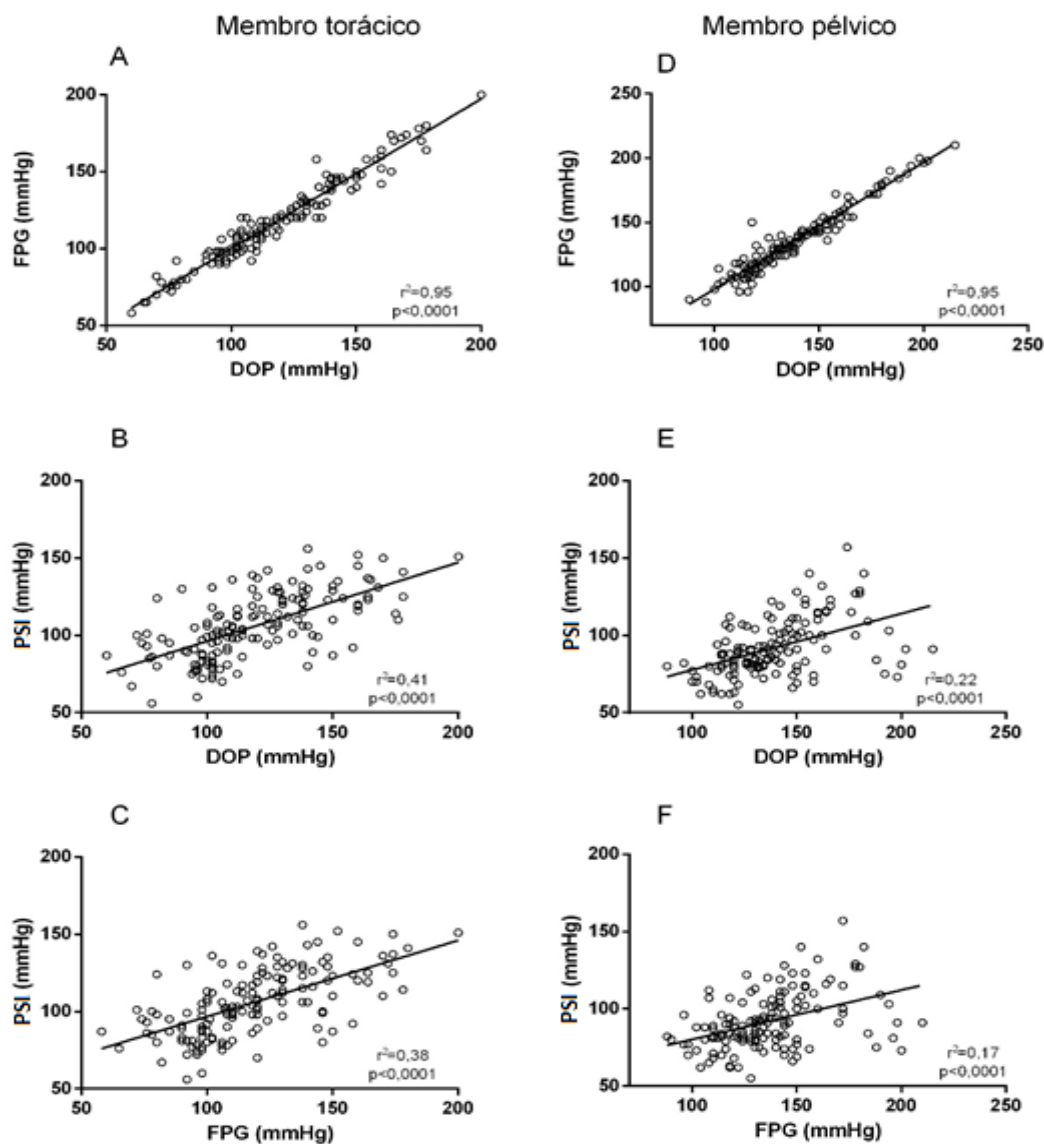 Membro torácico
Membro pélvico
A
200
150
100
50
FPG (mmHg)
r²=0,95
p<0,0001
50
100
150
200
DOP (mmHg)
D
250
200
150
100
FPG (mmHg)
r²=0,95
p<0,0001
100
150
200
250
DOP (mmHg)
B
200
150
100
50
PSI (mmHg)
r²=0,41
p<0,0001
50
100
150
200
DOP (mmHg)
E
200
150
100
50
PSI (mmHg)
r²=0,22
p<0,0001
100
150
200
250
DOP (mmHg)
C
200
150
100
50
PSI (mmHg)
r²=0,38
p<0,0001
50
100
150
200
FPG (mmHg)
F
200
150
100
50
PSI (mmHg)
r²=0,17
p<0,0001
100
150
200
250
FPG (mmHg)